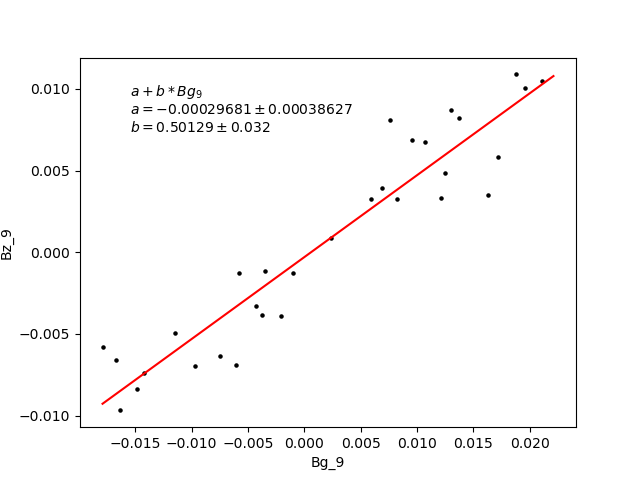 a + b * Bg₉
a = −0.00029681 ± 0.00038627
b = 0.50129 ± 0.032
0.010
0.005
0.000
−0.005
−0.010
Bz_9
−0.015 −0.010 −0.005 0.000 0.005 0.010 0.015 0.020
Bg_9